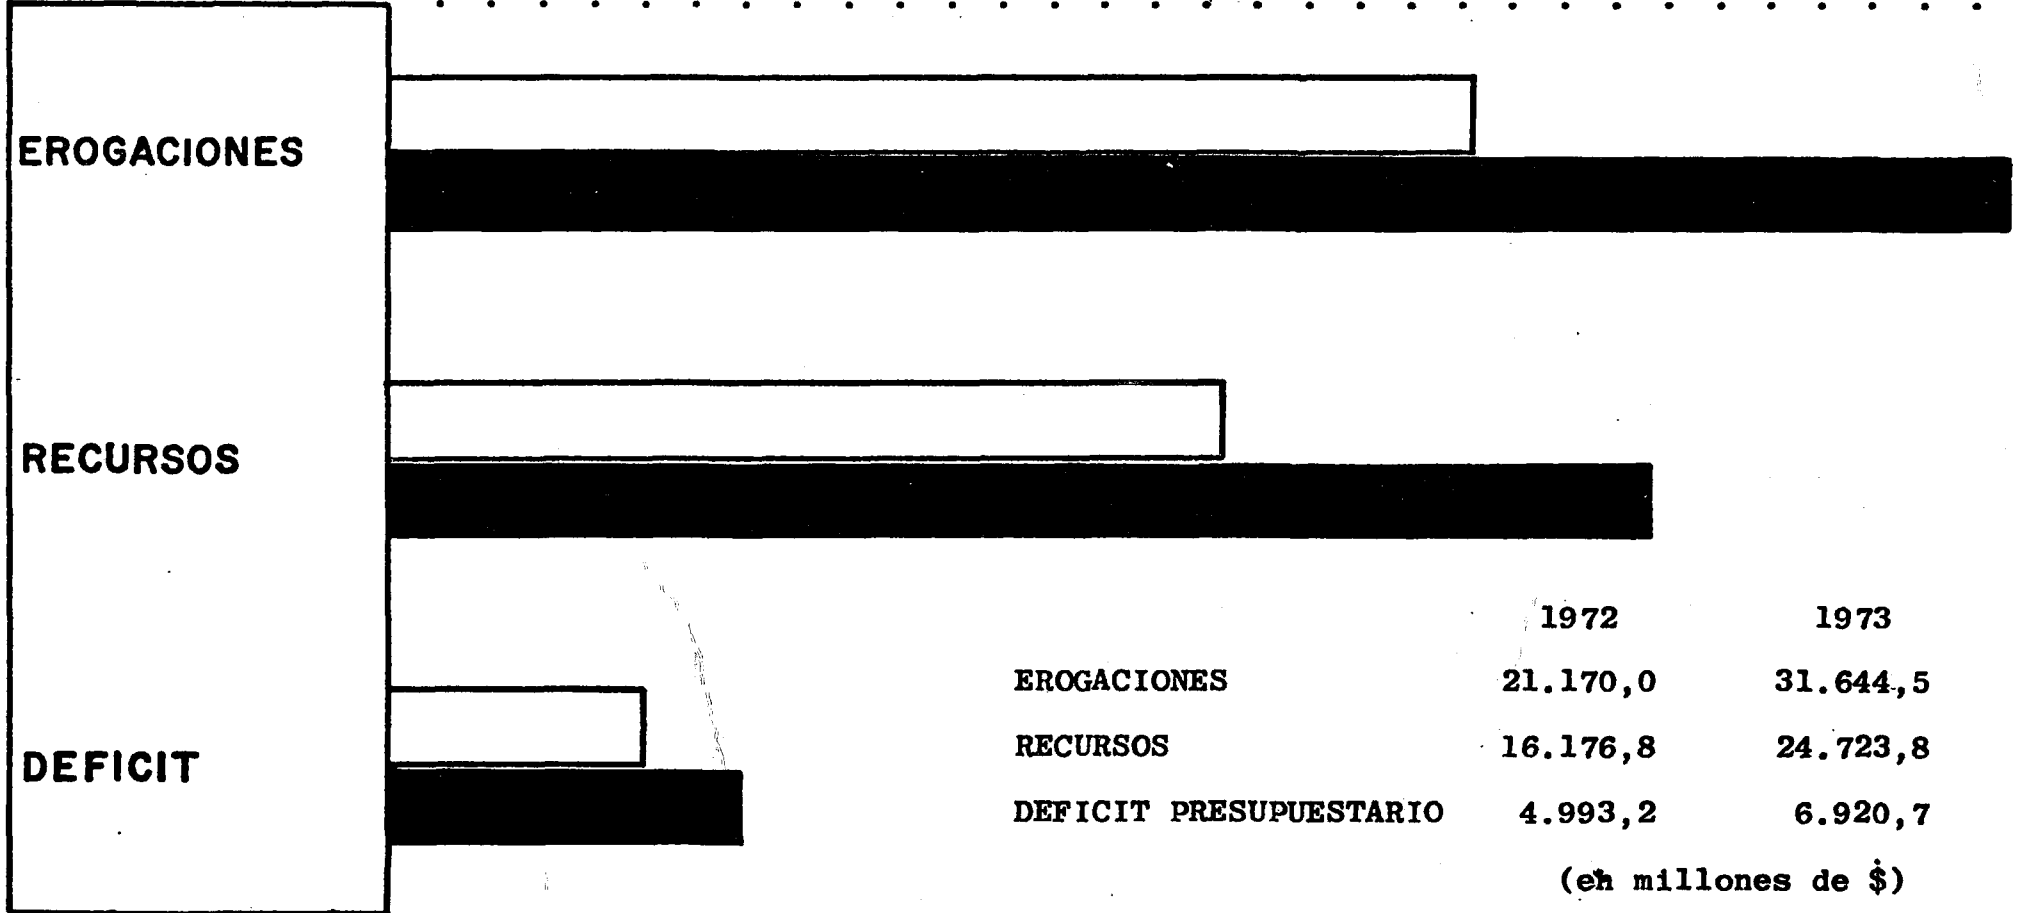 EROGACIONES
RECURSOS
DEFICIT
1972 1973
EROGACIONES 21.170,0 31.644,5
RECURSOS 16.176,8 24.723,8
DEFICIT PRESUPUESTARIO 4.993,2 6.920,7
(en millones de $)